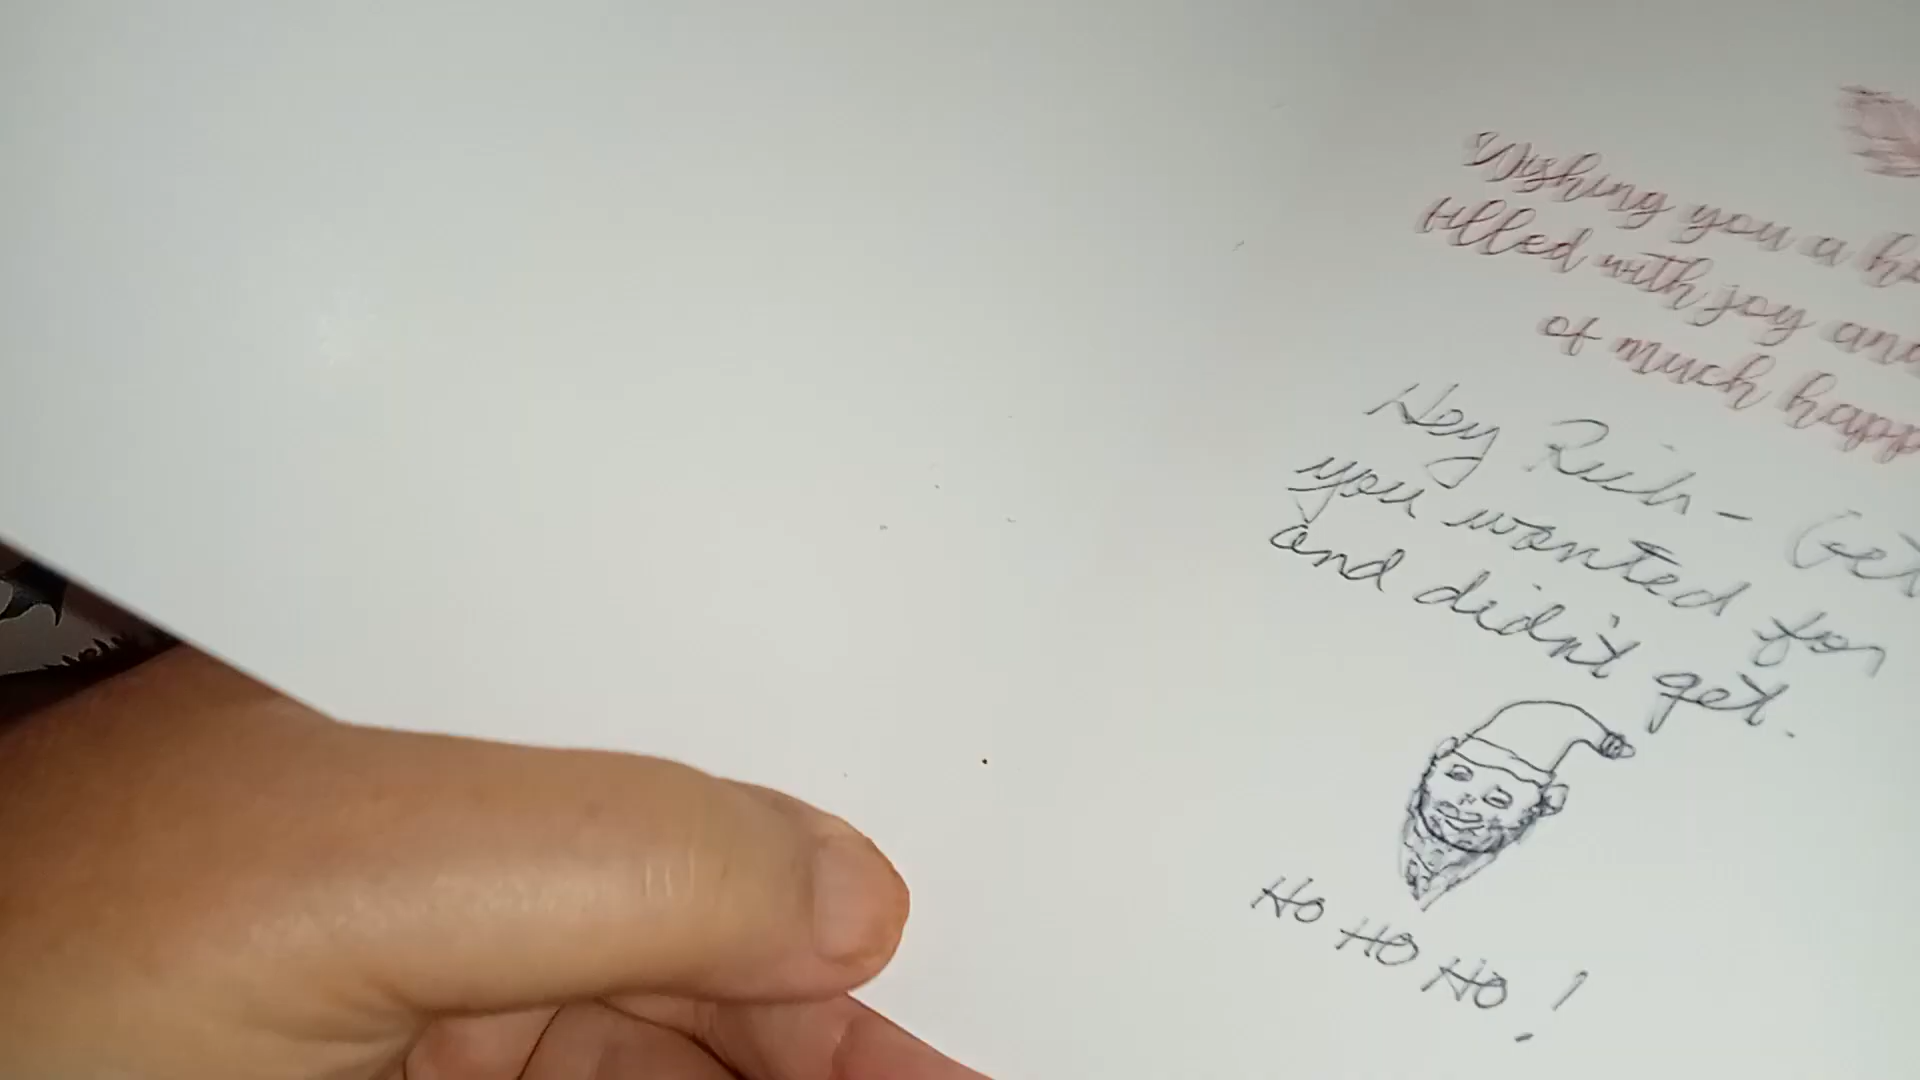 Wishing you a
filled with joy and
of much
Hey Rich - Get
you wanted for
and didn't get.
Ho Ho Ho!